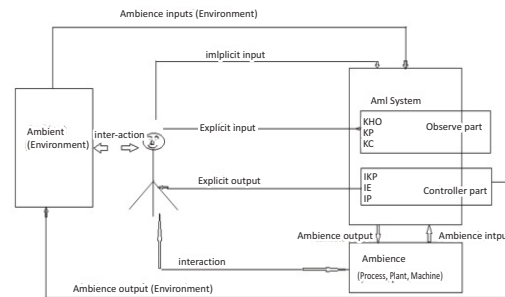 Ambience inputs (Environment)
imlplicit input
AmI System
KHO
KP
KC
Observe part
Ambient
(Environment)
inter-action
Explicit input
Explicit output
IKP
IE
IP
Controller part
Ambience output
Ambience intput
Ambience
(Process, Plant, Machine)
interaction
Ambience output (Environment)